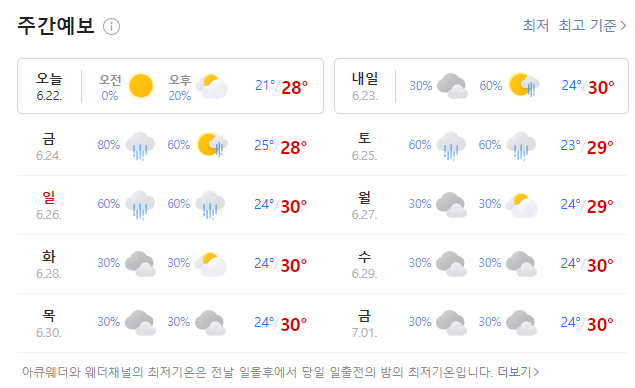 주간예보 최저 최고 기준
오늘 6.22. 오전 0% 오후 20% 21°/28°
내일 6.23. 30% 60% 24°/30°
금 6.24. 80% 60% 25°/28°
토 6.25. 60% 60% 23°/29°
일 6.26. 60% 60% 24°/30°
월 6.27. 30% 30% 24°/29°
화 6.28. 30% 30% 24°/30°
수 6.29. 30% 30% 24°/30°
목 6.30. 30% 30% 24°/30°
금 7.01. 30% 30% 24°/30°
아큐웨더와 웨더채널의 최저기온은 전날 일몰후에서 당일 일출전의 밤의 최저기온입니다. 더보기